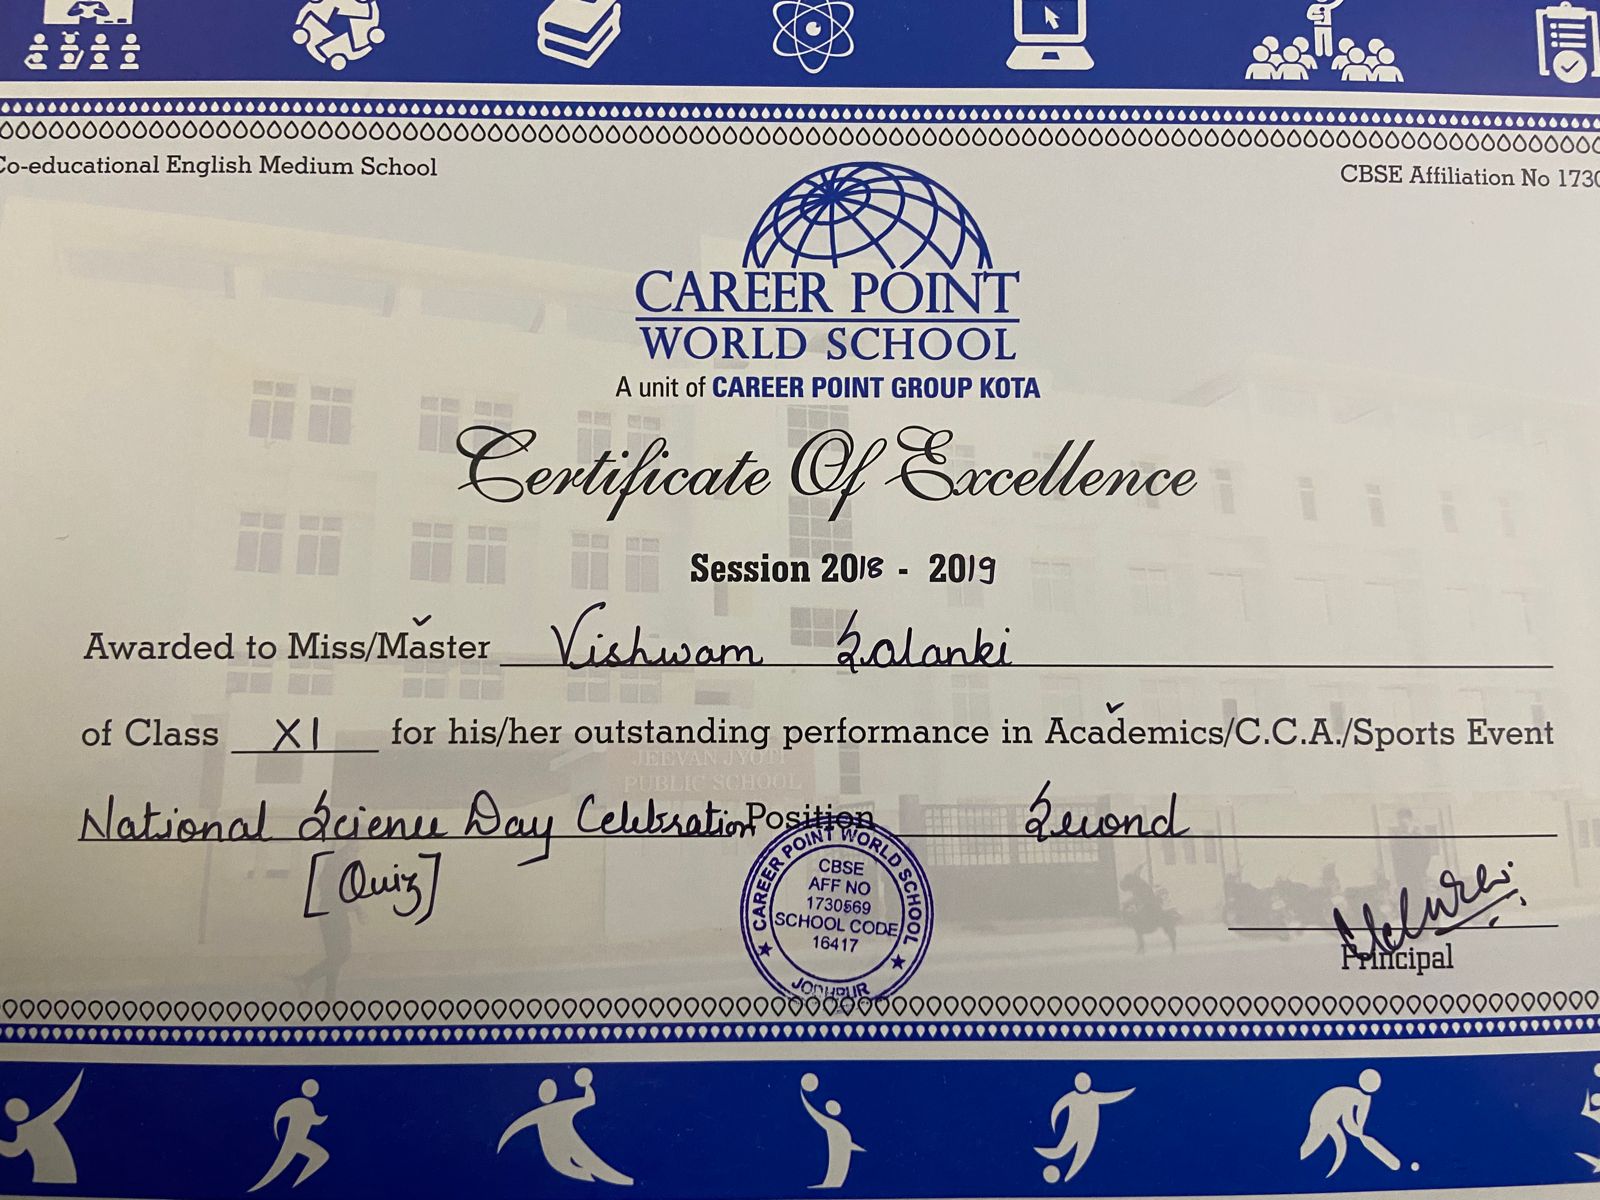 Co-educational English Medium School
CBSE Affiliation No 1730
CAREER POINT
WORLD SCHOOL
A unit of CAREER POINT GROUP KOTA
Certificate Of Excellence
Session 2018 - 2019
Awarded to Miss/Master Vishwam Solanki
of Class XI for his/her outstanding performance in Academics/C.C.A./Sports Event
JEEVAN JYOTI
PUBLIC SCHOOL
National Science Day Celebration Position Second
[Quiz]
CAREER POINT WORLD SCHOOL
CBSE
AFF NO
1730569
SCHOOL CODE
16417
JODHPUR
Principal